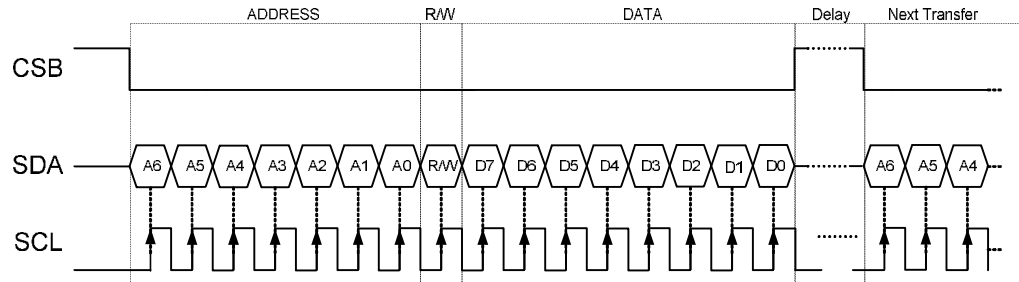 ADDRESS R/W DATA Delay Next Transfer
CSB
SDA A6 A5 A4 A3 A2 A1 A0 R/W D7 D6 D5 D4 D3 D2 D1 D0 A6 A5 A4
SCL